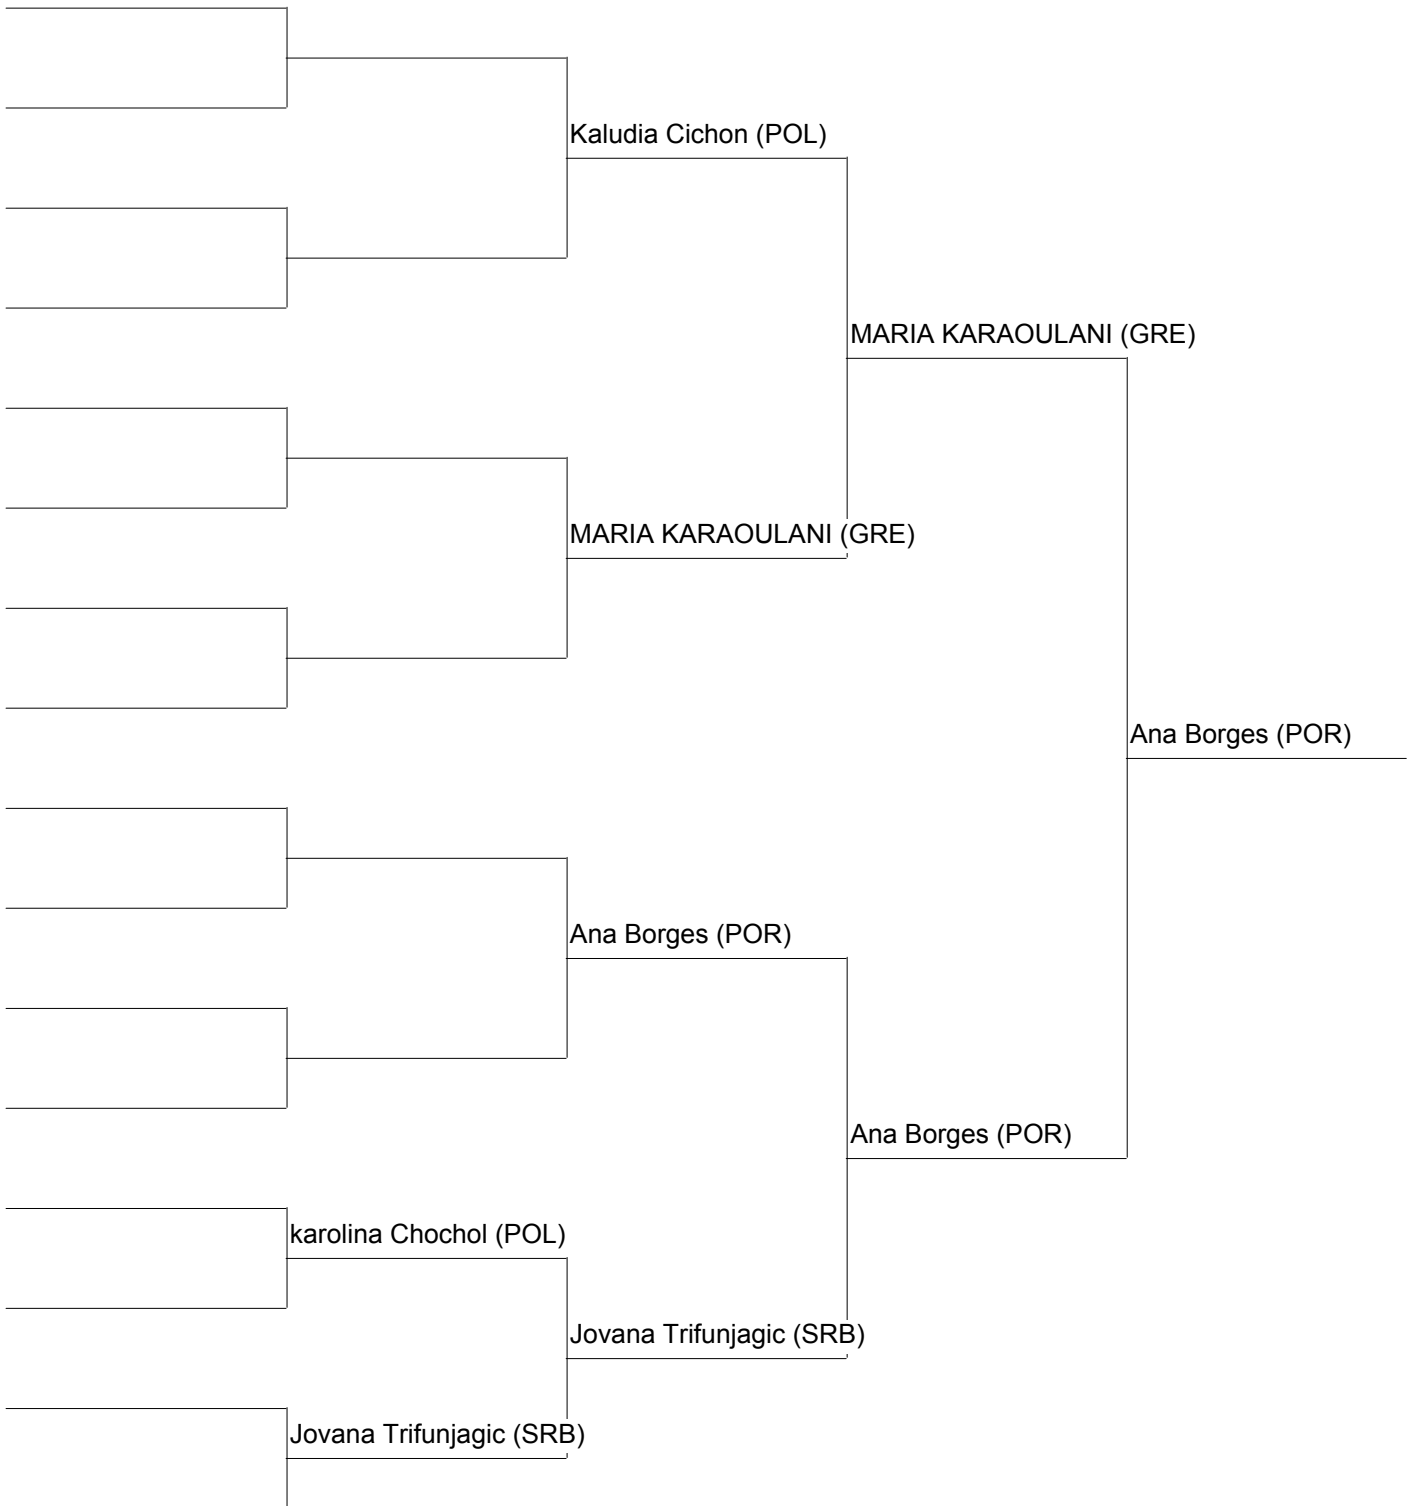 Kaludia Cichon (POL)
MARIA KARAOULANI (GRE)
MARIA KARAOULANI (GRE)
Ana Borges (POR)
Ana Borges (POR)
Ana Borges (POR)
karolina Chochol (POL)
Jovana Trifunjagic (SRB)
Jovana Trifunjagic (SRB)